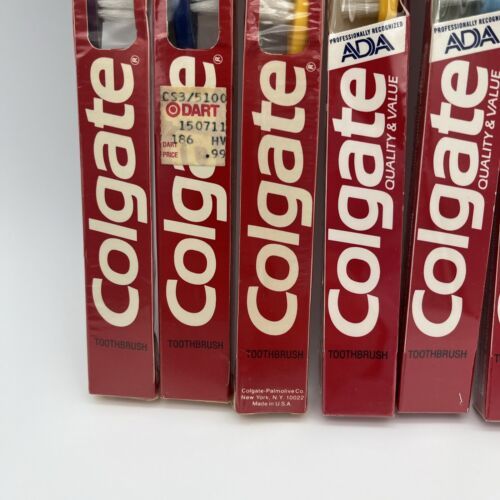 Colgate®
TOOTHBRUSH
CS3/5100
DART
150711
186 HV
DART
PRICE .99
Colgate
TOOTHBRUSH
Colgate®
TOOTHBRUSH
Colgate-Palmolive Co
New York, N.Y. 10022
Made in U.S.A.
PROFESSIONALLY RECOGNIZED
ADA
Colgate
QUALITY & VALUE
TOOTHBRUSH
PROFESSIONALLY RECOGNIZED
ADA
Colgate
QUALITY & VALUE
TOOTHBRUSH